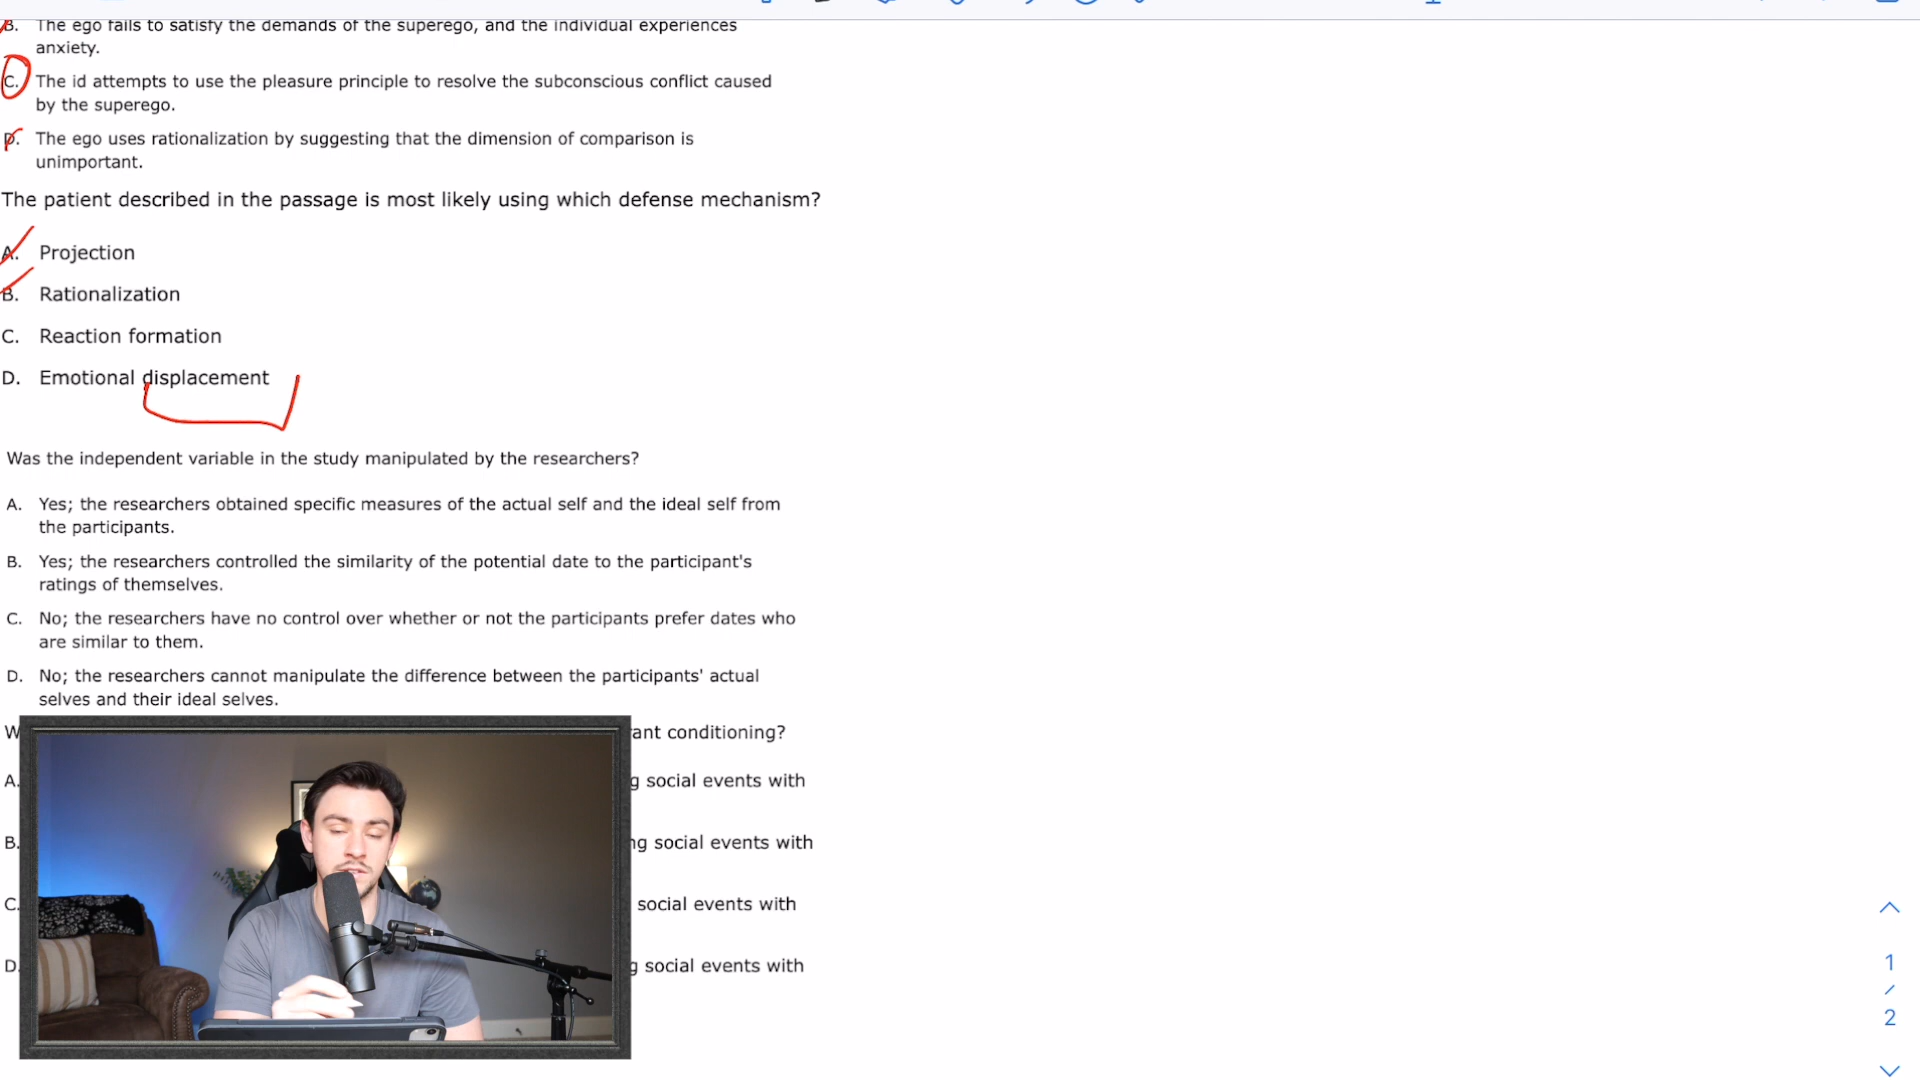 B. The ego fails to satisfy the demands of the superego, and the individual experiences
anxiety.
C. The id attempts to use the pleasure principle to resolve the subconscious conflict caused
by the superego.
D. The ego uses rationalization by suggesting that the dimension of comparison is
unimportant.
The patient described in the passage is most likely using which defense mechanism?
A. Projection
B. Rationalization
C. Reaction formation
D. Emotional displacement
Was the independent variable in the study manipulated by the researchers?
A. Yes; the researchers obtained specific measures of the actual self and the ideal self from
the participants.
B. Yes; the researchers controlled the similarity of the potential date to the participant's
ratings of themselves.
C. No; the researchers have no control over whether or not the participants prefer dates who
are similar to them.
D. No; the researchers cannot manipulate the difference between the participants' actual
selves and their ideal selves.
conditioning?
A. social events with
B. social events with
C. social events with
D. social events with
1
/
2